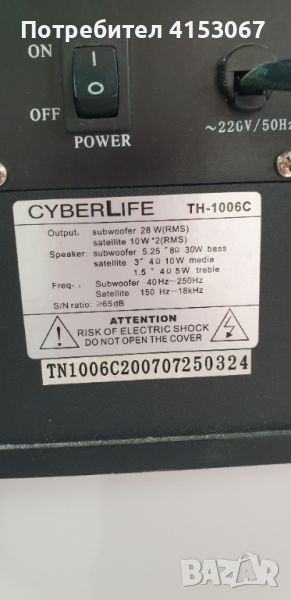 Потребител 4153067
ON
OFF
POWER
~220V/50Hz
CYBERLIFE TH-1006C
Output: subwoofer 28 W(RMS)
satellite 10W*2(RMS)
Speaker: subwoofer 5.25" 8Ω 30W bass
satellite 3" 4Ω 10W media
1.5" 4Ω 5W treble
Freq.: Subwoofer 40Hz~250Hz
Satellite 150 Hz~18kHz
S/N ratio: ≥65dB
ATTENTION
RISK OF ELECTRIC SHOCK
DO NOT OPEN THE COVER
TN1006C200707250324
BAZAR